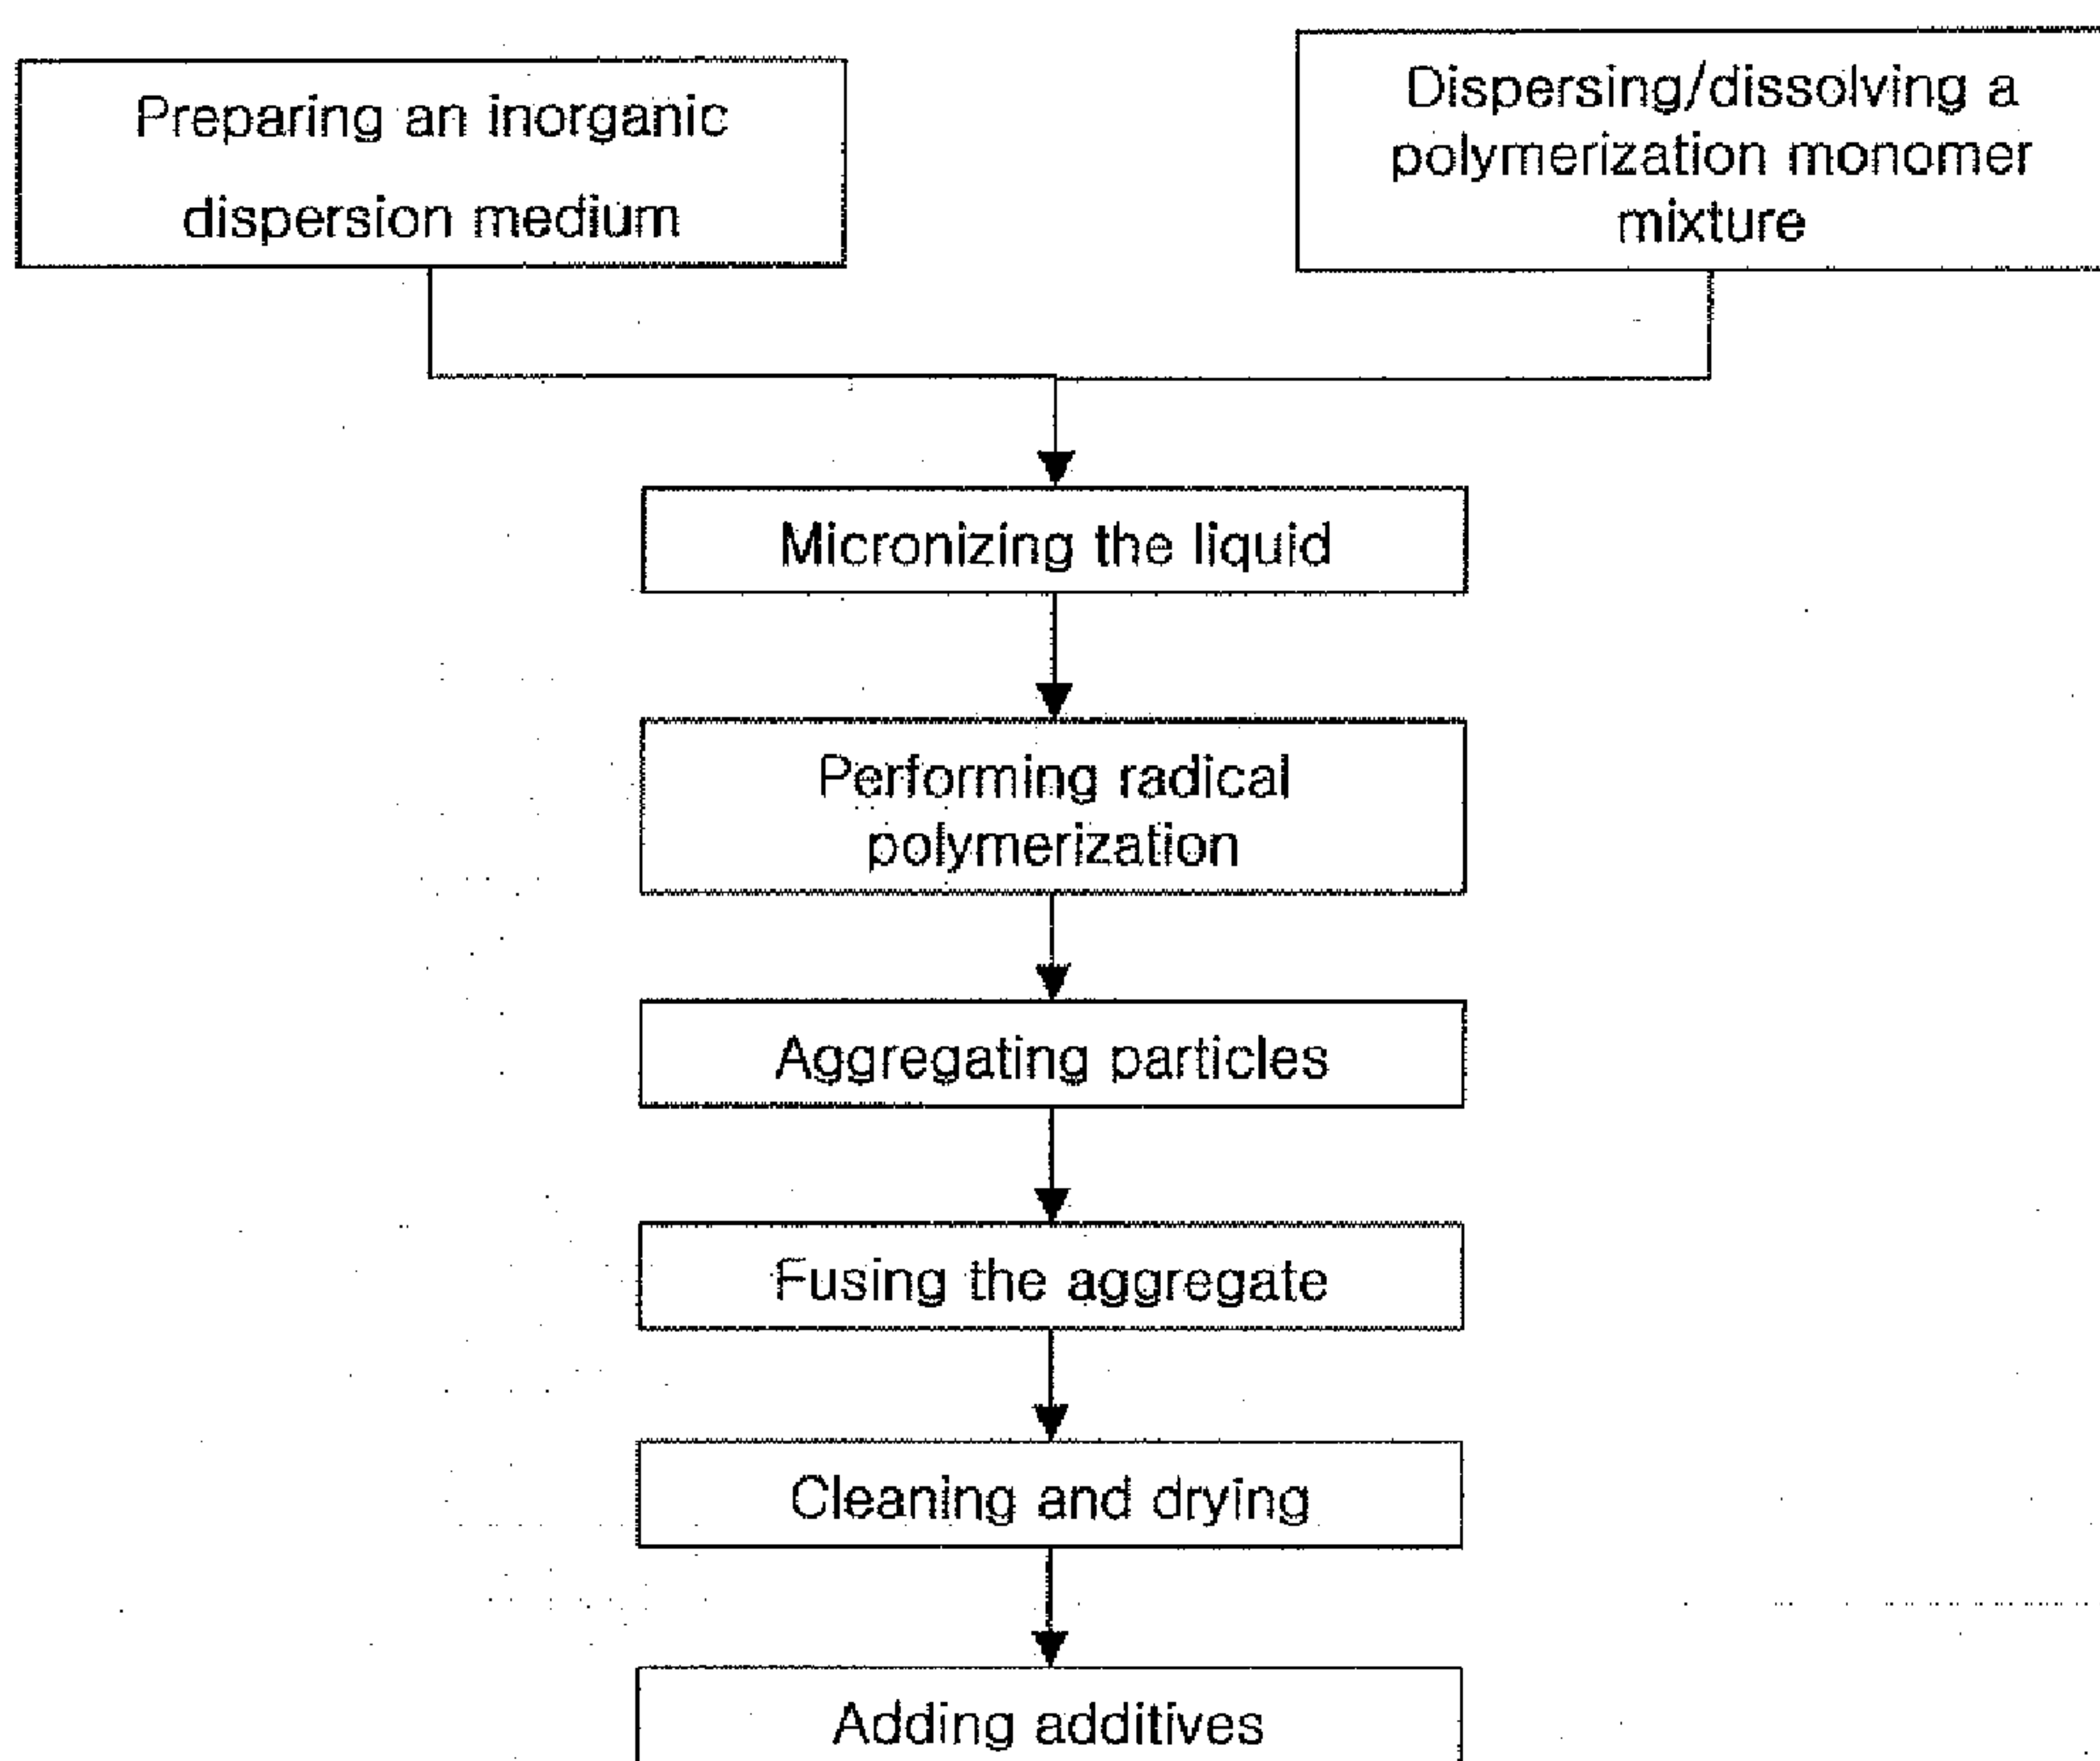 Preparing an inorganic
dispersion medium
Dispersing/dissolving a
polymerization monomer
mixture
Micronizing the liquid
Performing radical
polymerization
Aggregating particles
Fusing the aggregate
Cleaning and drying
Adding additives